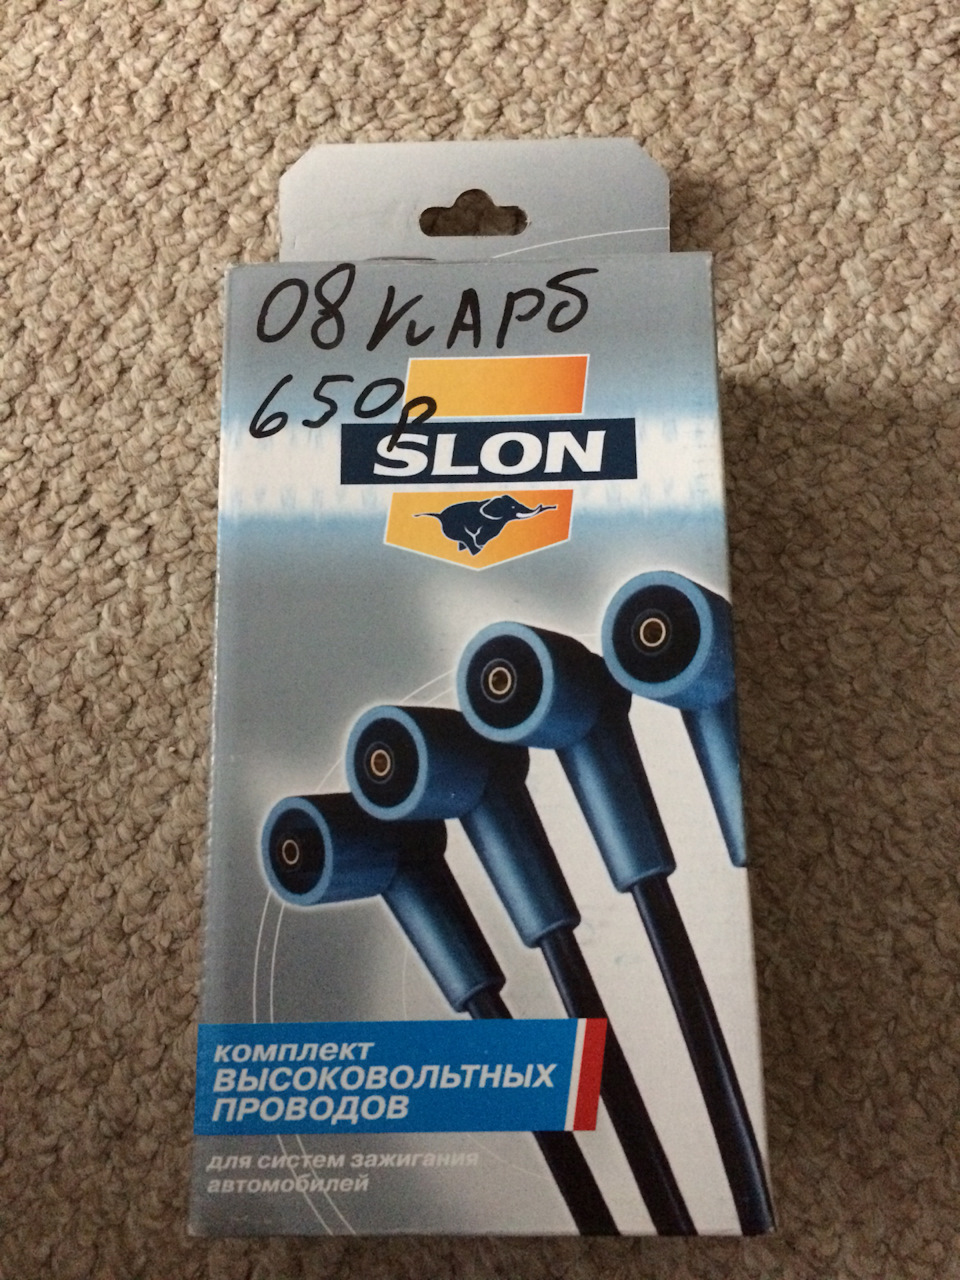 08 КАРБ
650р
SLON
КОМПЛЕКТ
ВЫСОКОВОЛЬТНЫХ
ПРОВОДОВ
для систем зажигания
автомобилей